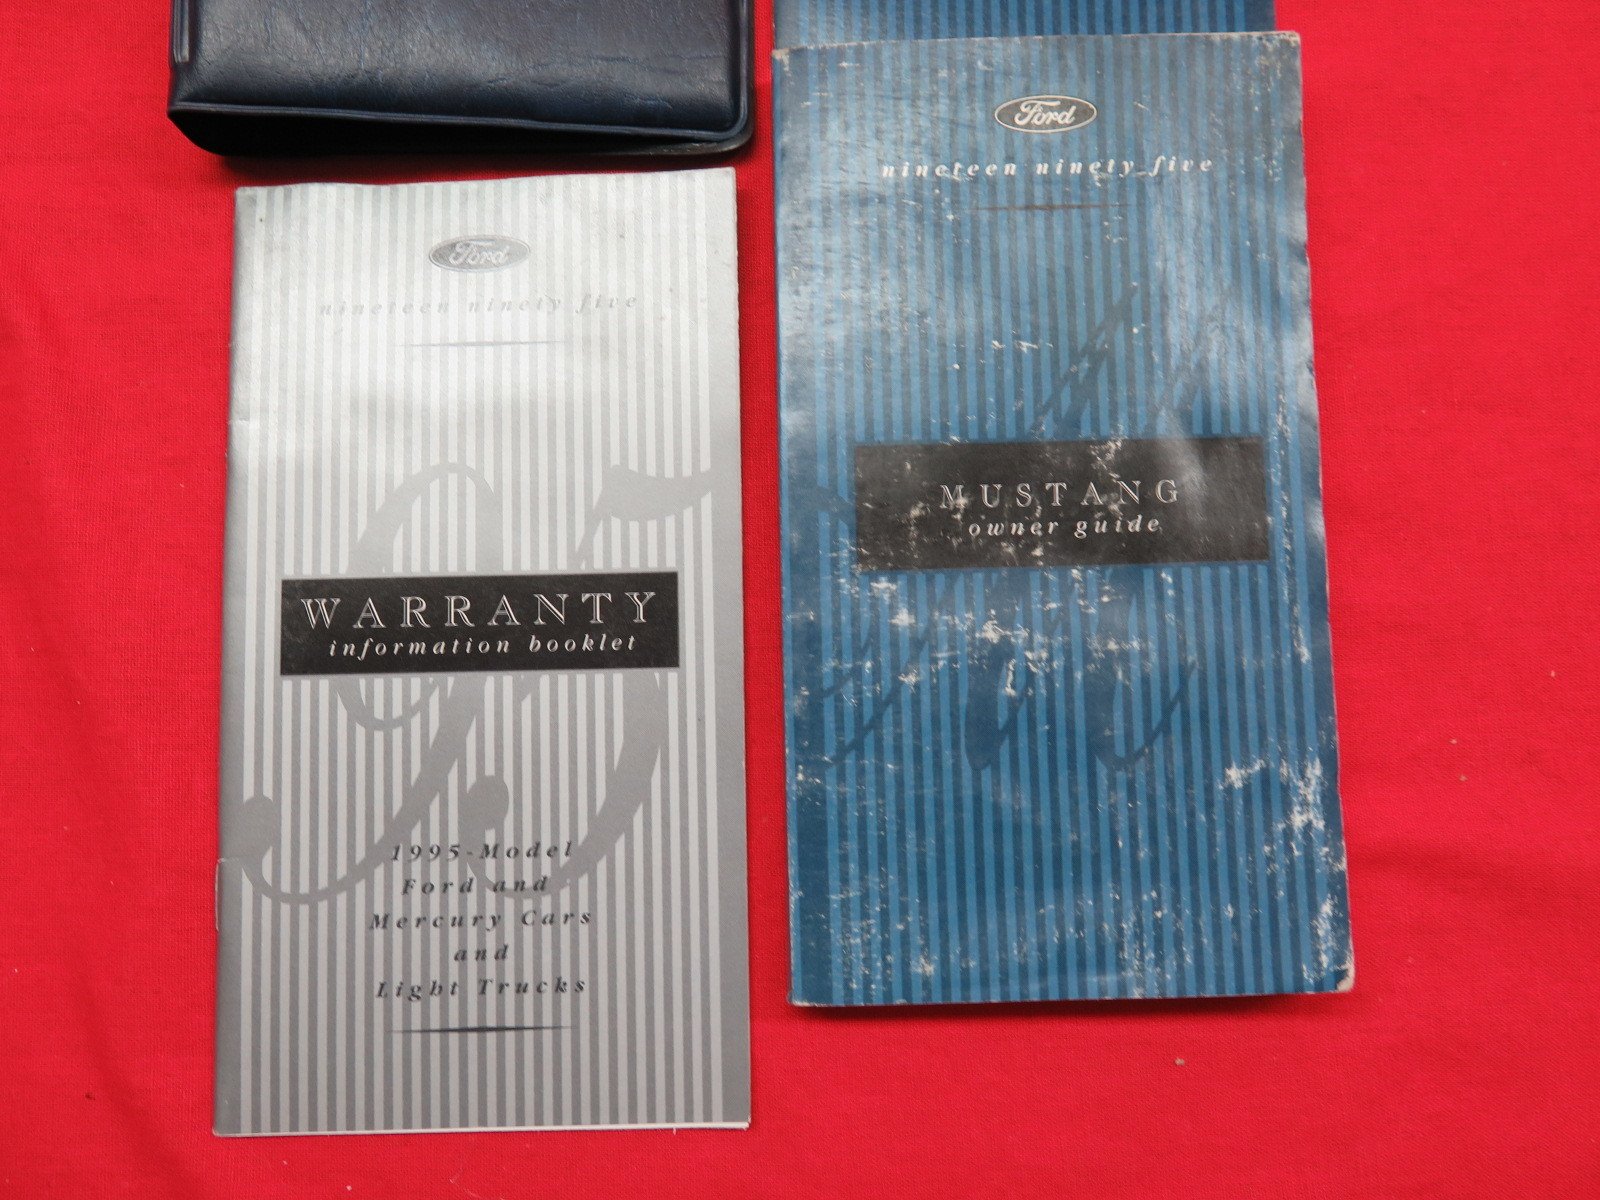 Ford
nineteen ninety five
WARRANTY
information booklet
95
1995-Model
Ford and
Mercury Cars
and
Light Trucks
Ford
nineteen ninety five
MUSTANG
owner guide